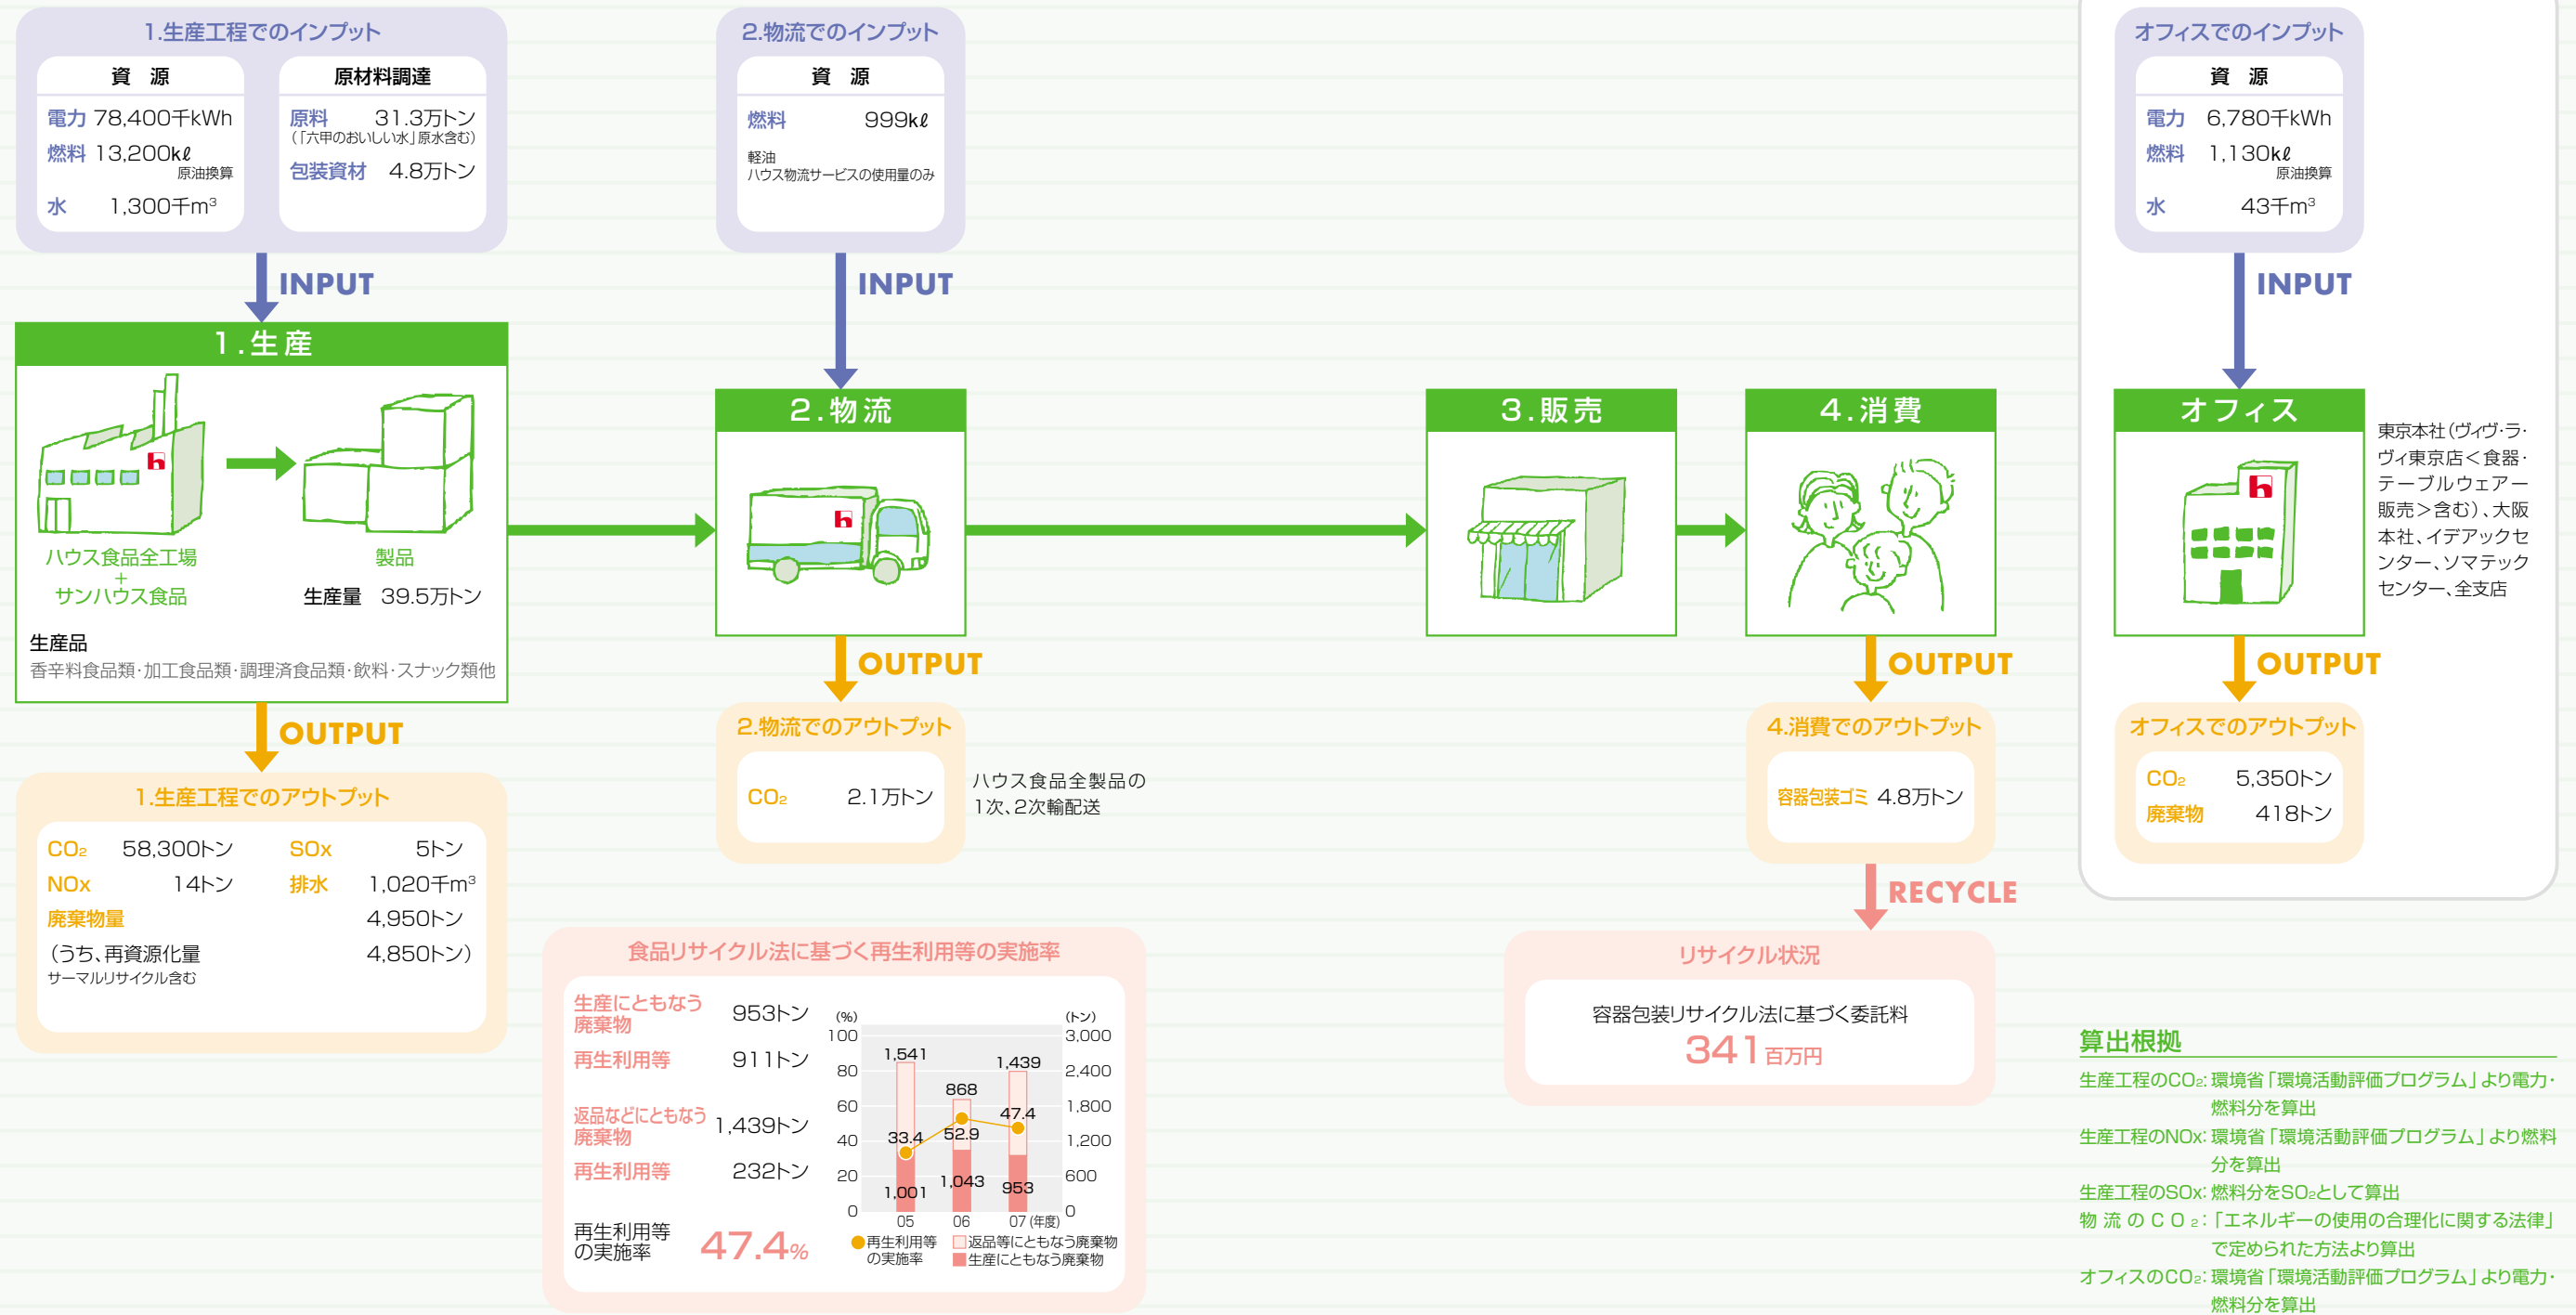 1.生産工程でのインプット
資 源
電力 78,400千kWh
燃料 13,200kℓ
原油換算
水 1,300千m³
原材料調達
原料 31.3万トン
(「六甲のおいしい水」原水含む)
包装資材 4.8万トン
INPUT
1.生産
ハウス食品全工場
+
サンハウス食品
製品
生産量 39.5万トン
生産品
香辛料食品類・加工食品類・調理済食品類・飲料・スナック類他
OUTPUT
1.生産工程でのアウトプット
CO₂ 58,300トン SOx 5トン
NOx 14トン 排水 1,020千m³
廃棄物量 4,950トン
(うち、再資源化量 4,850トン)
サーマルリサイクル含む
2.物流でのインプット
資 源
燃料 999kℓ
軽油
ハウス物流サービスの使用量のみ
INPUT
2.物流
h
OUTPUT
2.物流でのアウトプット
CO₂ 2.1万トン
ハウス食品全製品の
1次、2次輸配送
食品リサイクル法に基づく再生利用等の実施率
生産にともなう
廃棄物 953トン
再生利用等 911トン
返品などにともなう
廃棄物 1,439トン
再生利用等 232トン
再生利用等
の実施率 47.4%
(%) (トン)
100 3,000
80 2,400
60 1,800
40 1,200
20 600
0 0
1,541 868 1,439
33.4 52.9 47.4
1,001 1,043 953
05 06 07 (年度)
再生利用等
の実施率
返品等にともなう廃棄物
生産にともなう廃棄物
3.販売
4.消費
OUTPUT
4.消費でのアウトプット
容器包装ゴミ 4.8万トン
RECYCLE
リサイクル状況
容器包装リサイクル法に基づく委託料
341百万円
オフィスでのインプット
資 源
電力 6,780千kWh
燃料 1,130kℓ
原油換算
水 43千m³
INPUT
オフィス
h
東京本社(ヴィヴ・ラ・
ヴィ東京店<食器・
テーブルウェアー
販売>含む)、大阪
本社、イデアックセ
ンター、ソマテック
センター、全支店
OUTPUT
オフィスでのアウトプット
CO₂ 5,350トン
廃棄物 418トン
算出根拠
生産工程のCO₂:環境省「環境活動評価プログラム」より電力・
燃料分を算出
生産工程のNOx:環境省「環境活動評価プログラム」より燃料
分を算出
生産工程のSOx:燃料分をSO₂として算出
物流のCO₂:「エネルギーの使用の合理化に関する法律」
で定められた方法より算出
オフィスのCO₂:環境省「環境活動評価プログラム」より電力・
燃料分を算出